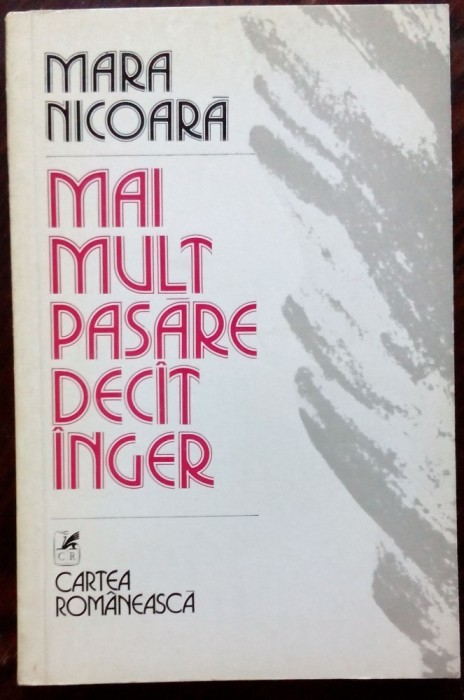 MARA
NICOARĂ
MAI
MULT
PASĂRE
DECÎT
ÎNGER
C R
CARTEA
ROMÂNEASCĂ